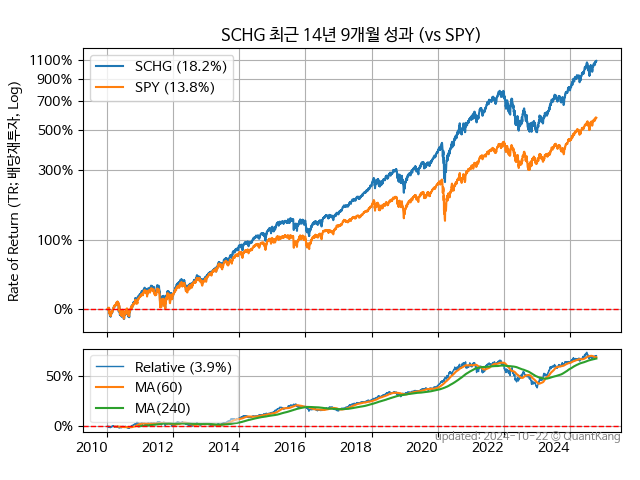 SCHG 최근 14년 9개월 성과 (vs SPY)
Rate of Return (TR; 배당재투자, Log)
1100%
900%
700%
500%
300%
100%
0%
SCHG (18.2%)
SPY (13.8%)
50%
0%
Relative (3.9%)
MA(60)
MA(240)
2010 2012 2014 2016 2018 2020 2022 2024
Updated: 2024-10-22 © QuantKang